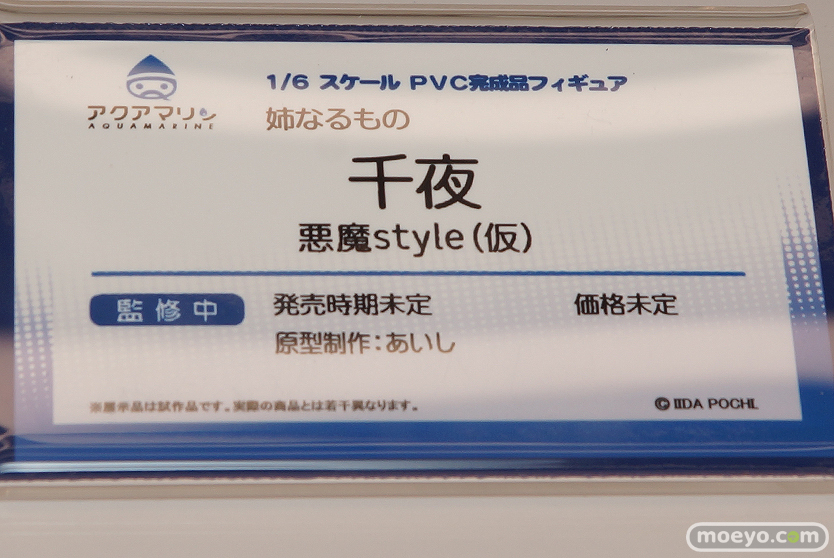 アクアマリン
AQUAMARINE
1/6 スケール PVC完成品フィギュア
姉なるもの
千夜
悪魔style(仮)
監修中
発売時期未定 価格未定
原型制作:あいし
※展示品は試作品です。実際の商品とは若干異なります。
© IIDA POCHI.
moeyo.com